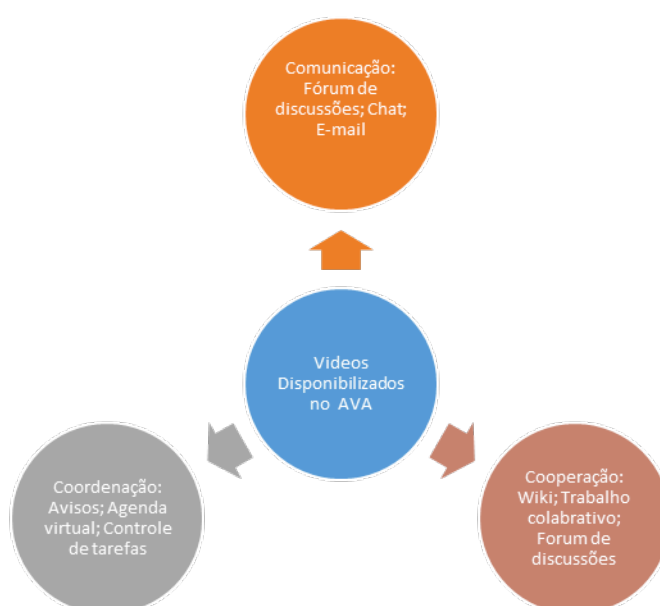 Comunicação:
Fórum de
discussões; Chat;
E-mail
Videos
Disponibilizados
no AVA
Coordenação:
Avisos; Agenda
virtual; Controle
de tarefas
Cooperação:
Wiki; Trabalho
colabrativo;
Forum de
discussões